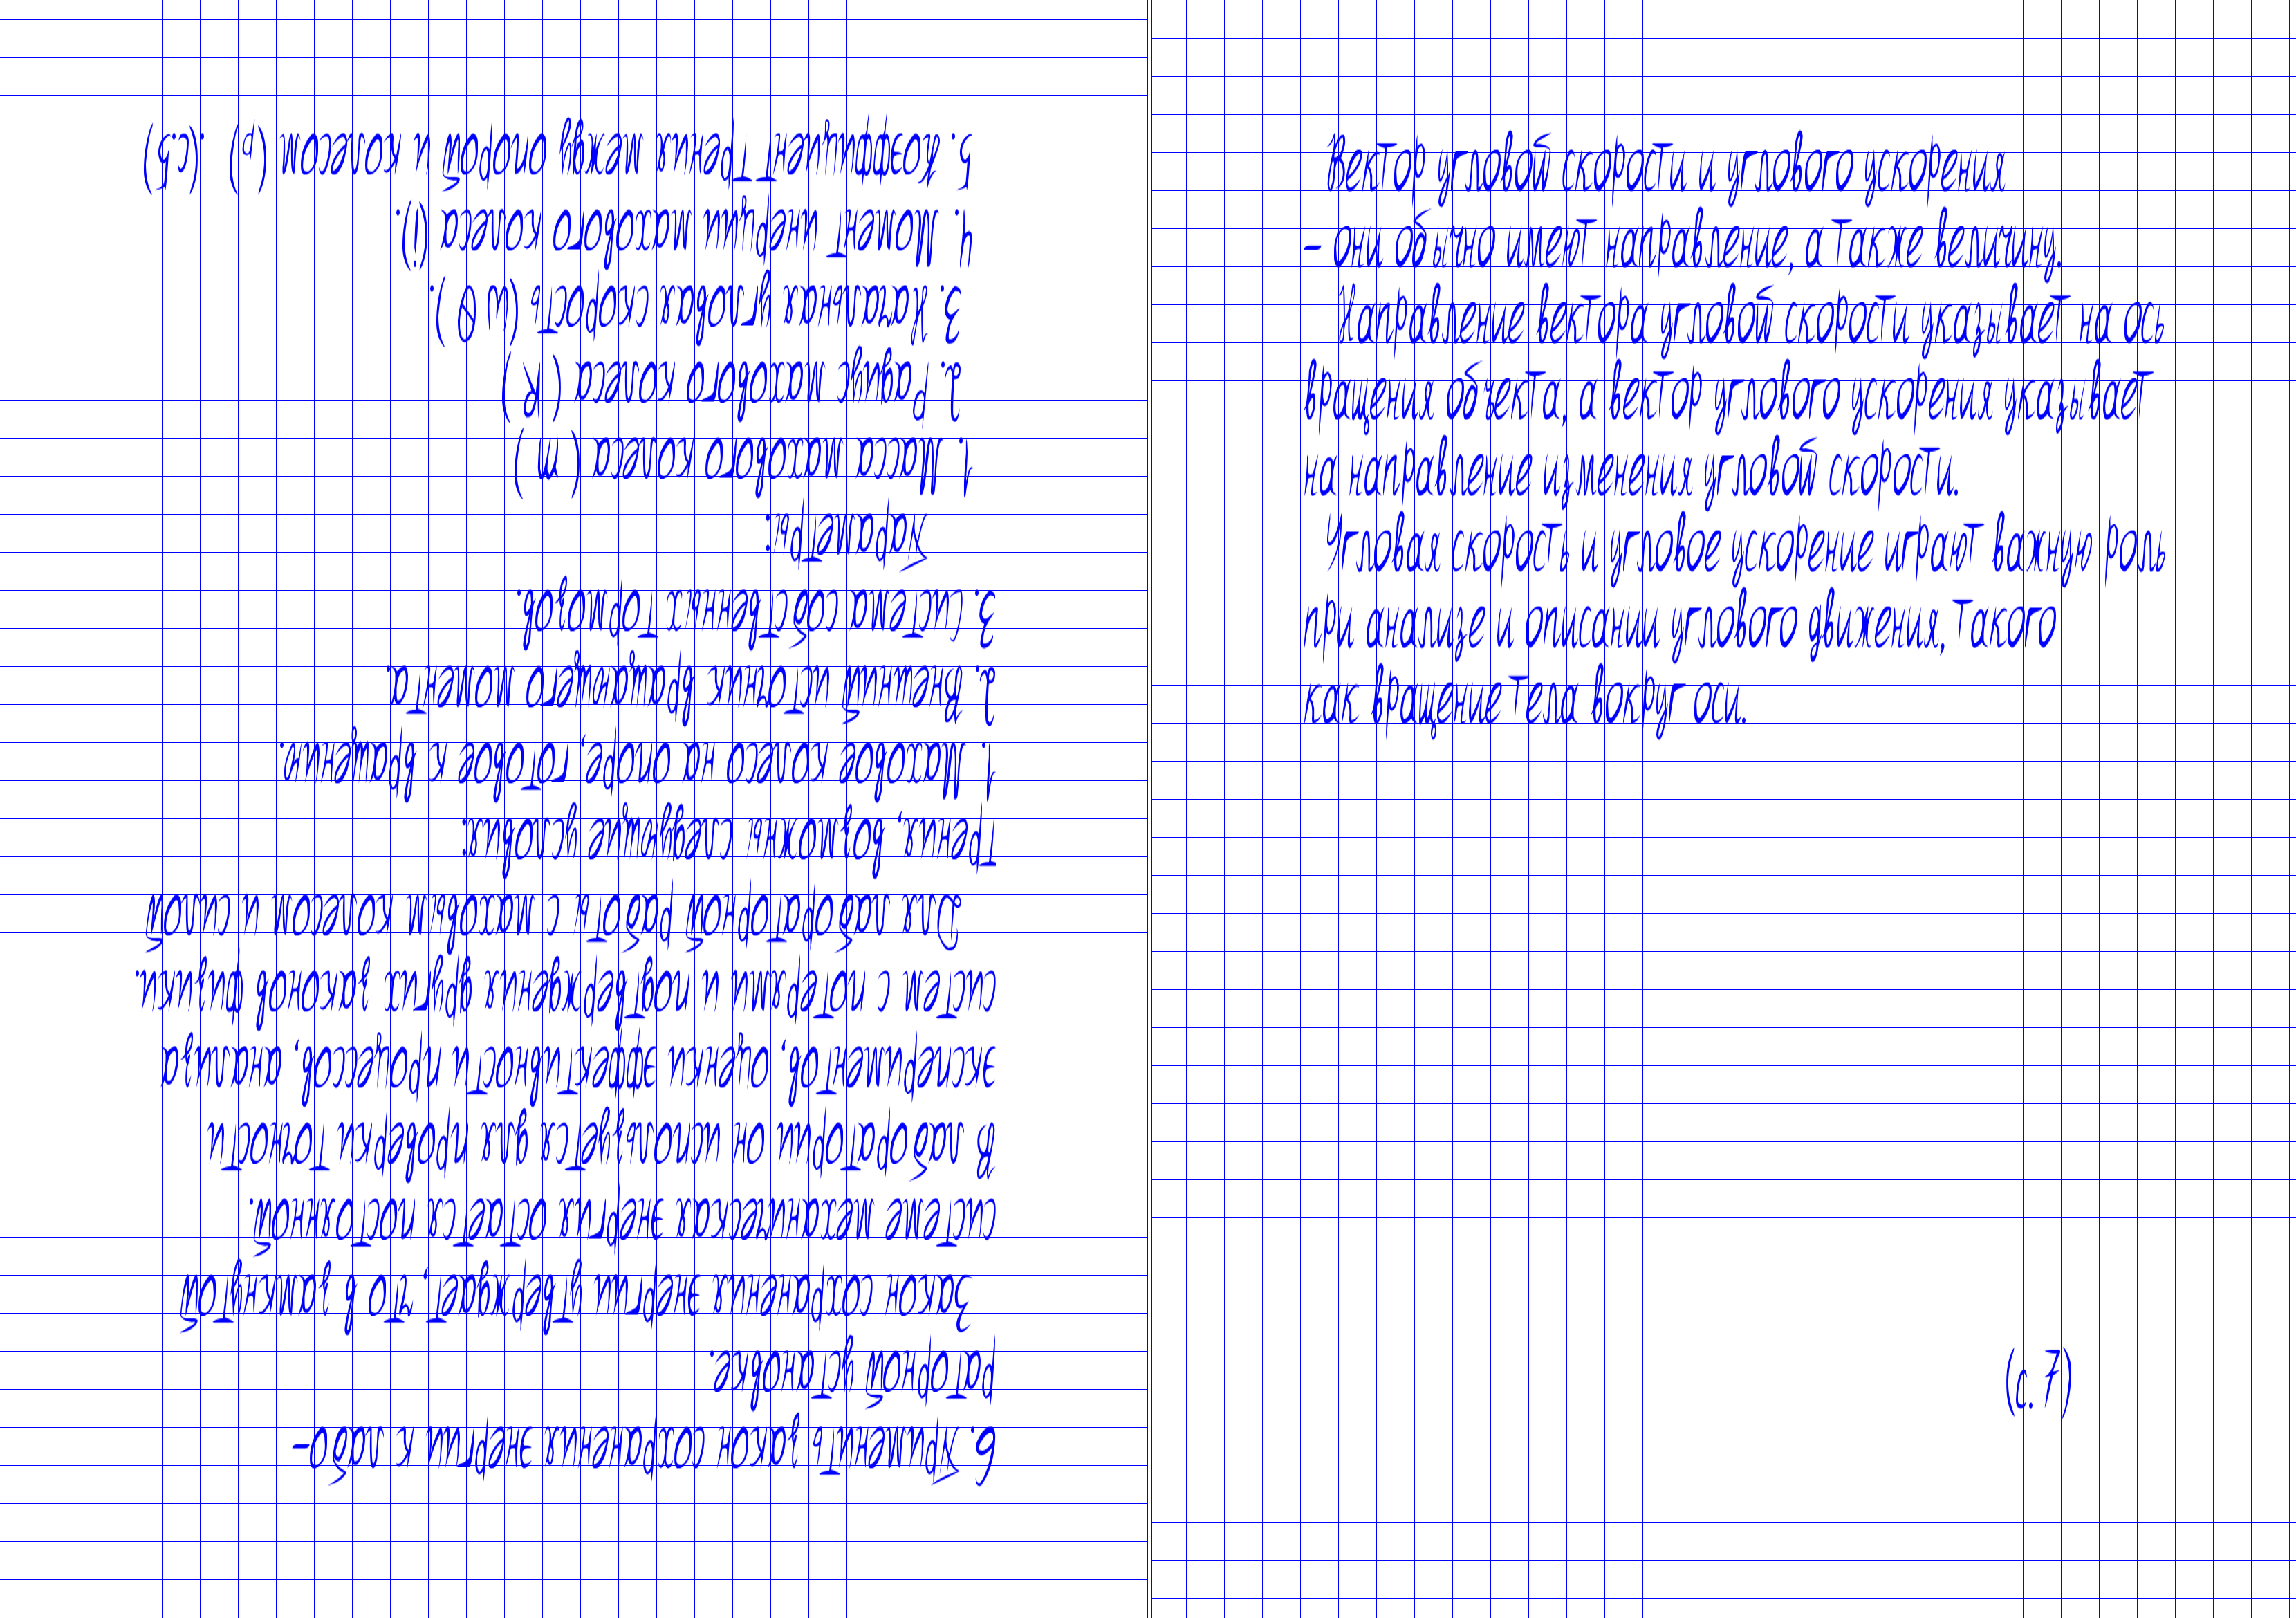 6. Применить закон сохранения энергии к лабо-
раторной установке.
Закон сохранения энергии утверждает, что в замкнутой
системе механическая энергия остается постоянной.
В лаборатории он используется для проверки точности
экспериментов, оценки эффективности процессов, анализа
систем с потерями и подтверждения других законов физики.
Для лабораторной работы с маховым колесом и силой
трения, возможны следующие условия:
1. Маховое колесо на опоре, готовое к вращению.
2. Внешний источник вращающего момента.
3. Система собственных тормозов.
Параметры:
1. Масса махового колеса ( m )
2. Радиус махового колеса ( R )
3. Начальная угловая скорость (ω θ ).
4. Момент инерции махового колеса (i).
5. Коэффициент трения между опорой и колесом (р) .(с.5)
Вектор угловой скорости и углового ускорения
- они обычно имеют направление, а также величину.
Направление вектора угловой скорости указывает на ось
вращения объекта, а вектор углового ускорения указывает
на направление изменения угловой скорости.
Угловая скорость и угловое ускорение играют важную роль
при анализе и описании углового движения, такого
как вращение тела вокруг оси.
(с.7)